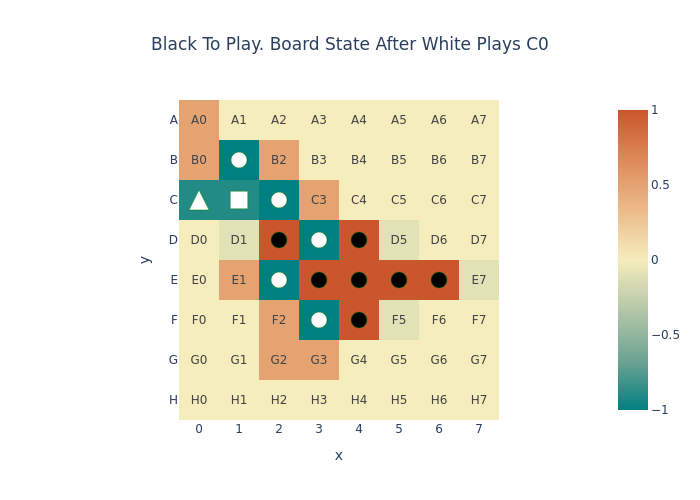 Black To Play. Board State After White Plays C0
A A0 A1 A2 A3 A4 A5 A6 A7
B B0 B2 B3 B4 B5 B6 B7
C C3 C4 C5 C6 C7
D D0 D1 D5 D6 D7
E E0 E1 E7
F F0 F1 F2 F5 F6 F7
G G0 G1 G2 G3 G4 G5 G6 G7
H H0 H1 H2 H3 H4 H5 H6 H7
0 1 2 3 4 5 6 7
x
y
1
0.5
0
−0.5
−1